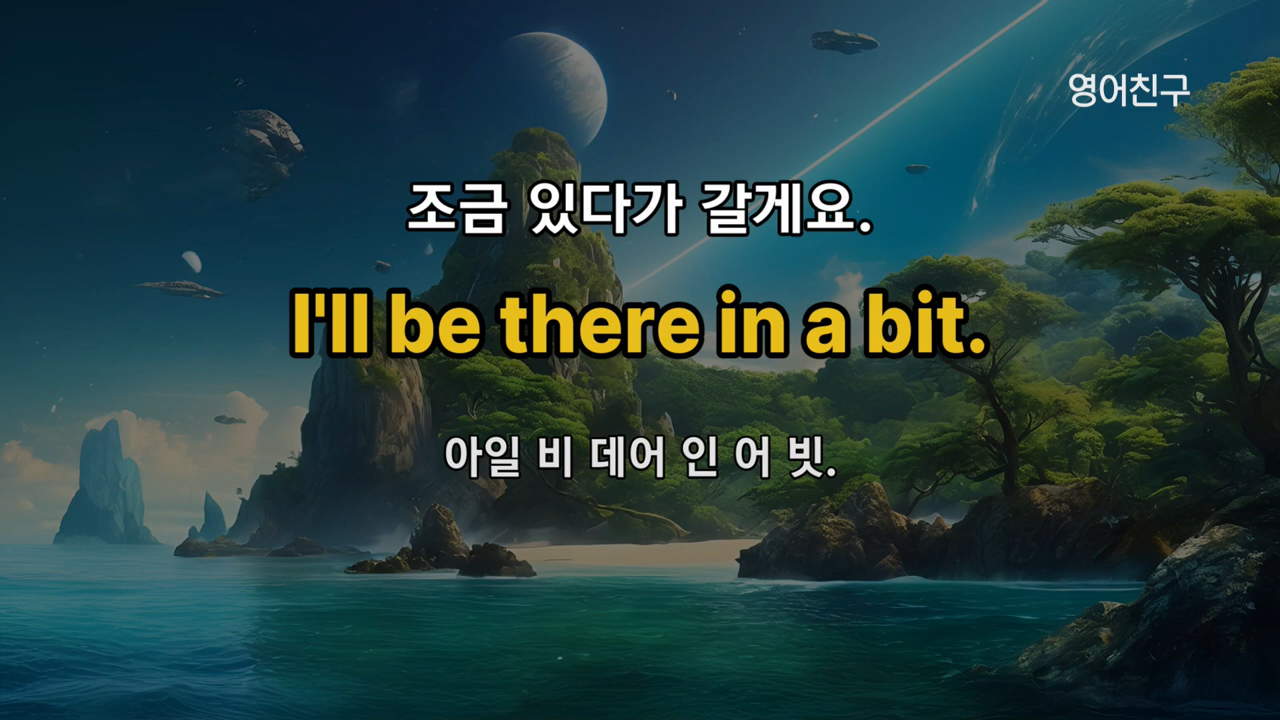 영어친구
조금 있다가 갈게요.
I'll be there in a bit.
아일 비 데어 인 어 빗.